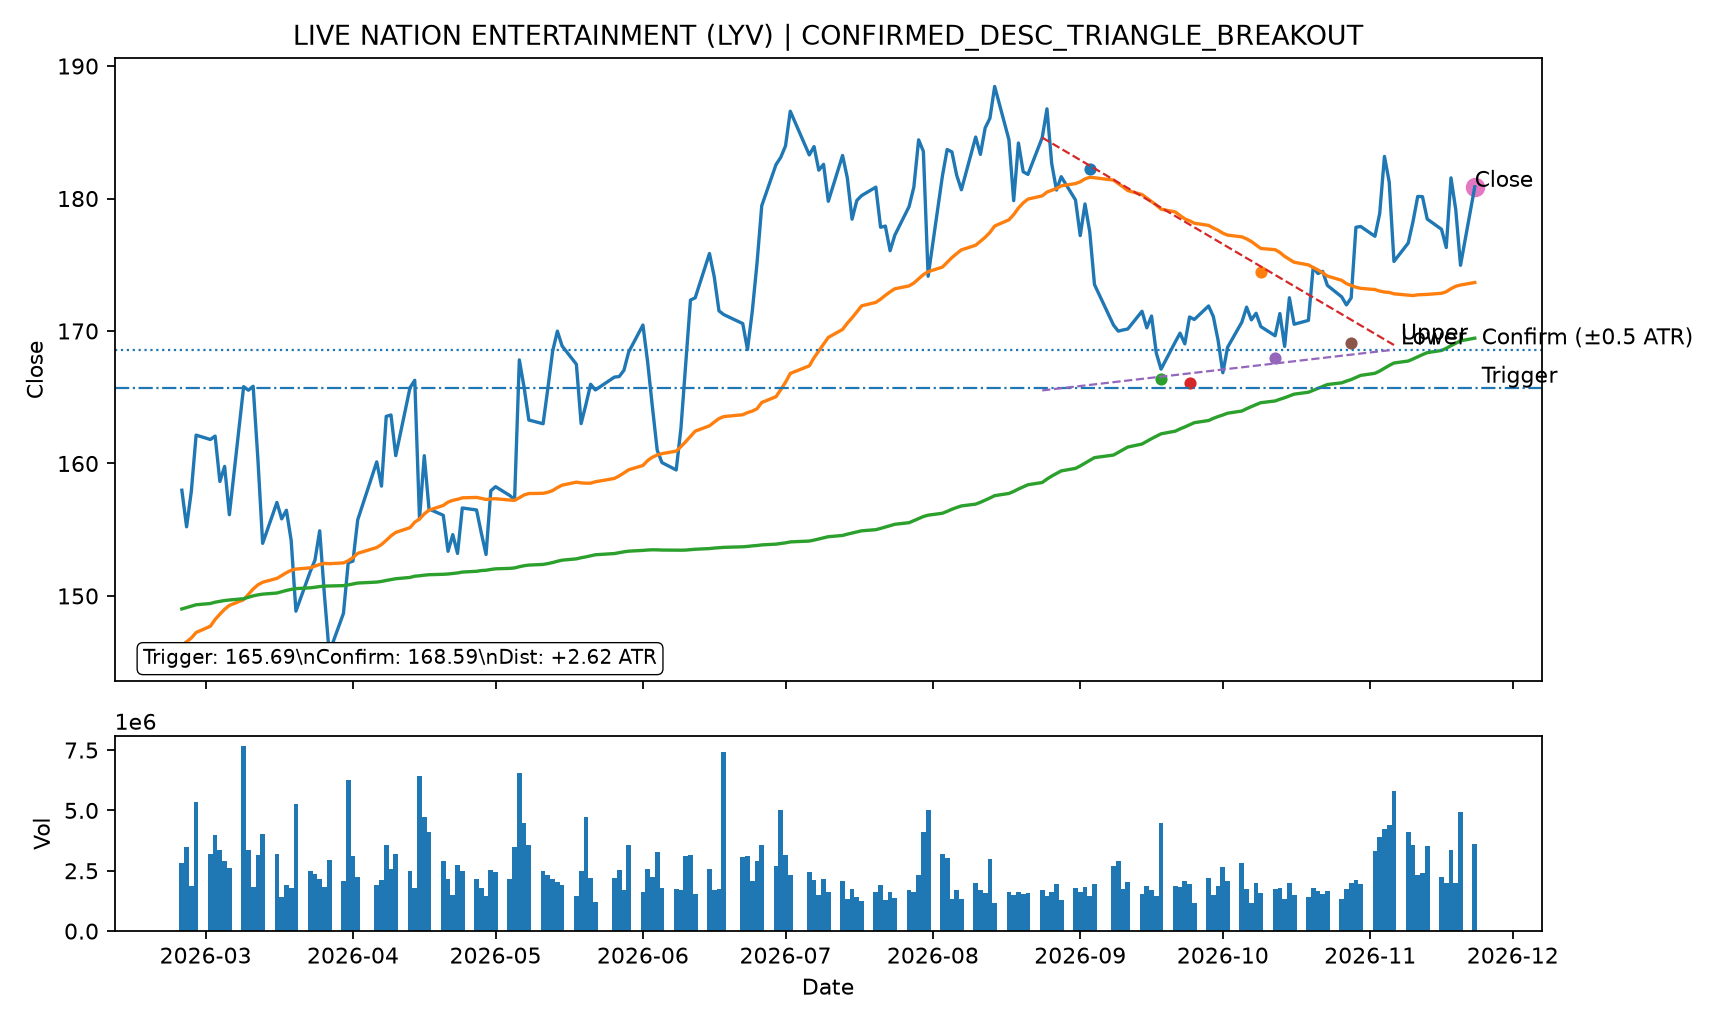 LIVE NATION ENTERTAINMENT (LYV) | CONFIRMED_DESC_TRIANGLE_BREAKOUT
Close
190
180
170
160
150
Close
Upper
Lower
Confirm (±0.5 ATR)
Trigger
Trigger: 165.69\nConfirm: 168.59\nDist: +2.62 ATR
1e6
Vol
7.5
5.0
2.5
0.0
2026-03 2026-04 2026-05 2026-06 2026-07 2026-08 2026-09 2026-10 2026-11 2026-12
Date